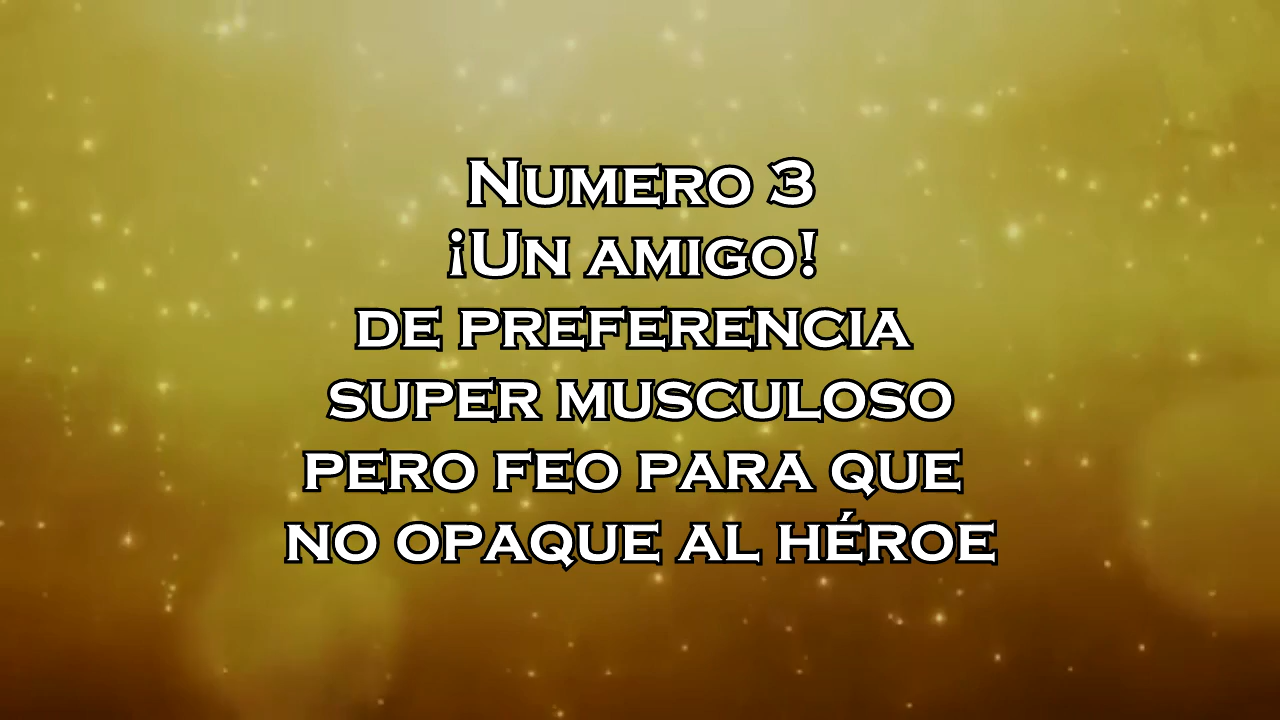 Numero 3
¡Un amigo!
de preferencia
super musculoso
pero feo para que
no opaque al héroe